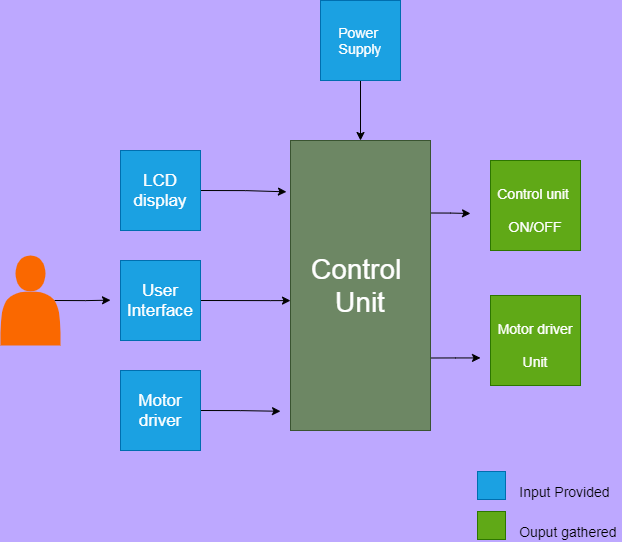 Power
Supply
LCD
display
Control unit
ON/OFF
Control
Unit
User
Interface
Motor driver
Unit
Motor
driver
Input Provided
Ouput gathered